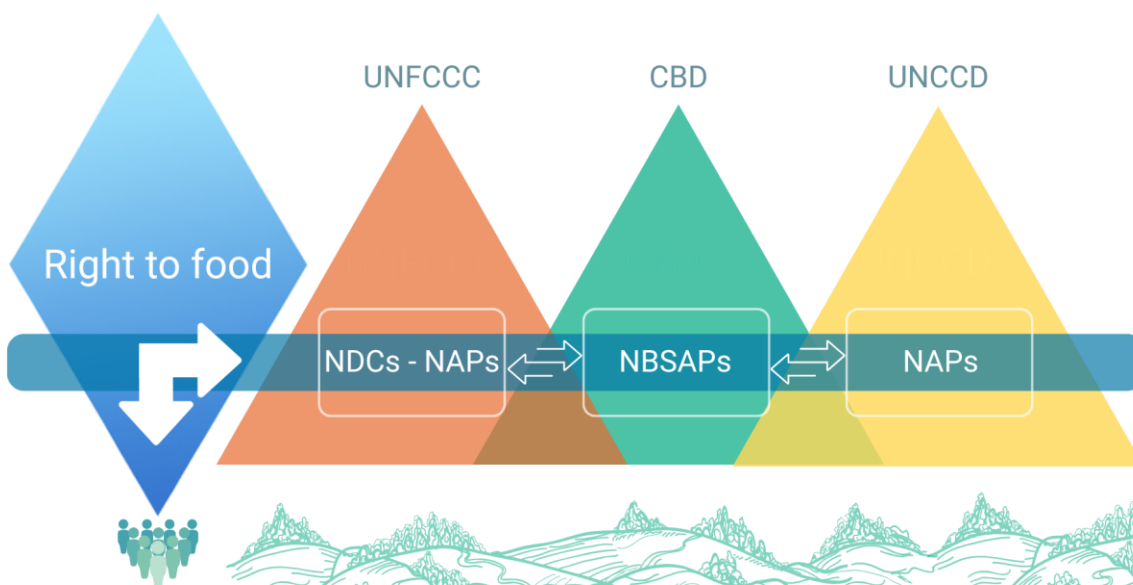 UNFCCC
CBD
UNCCD
Right to food
NDCs - NAPs
NBSAPs
NAPs